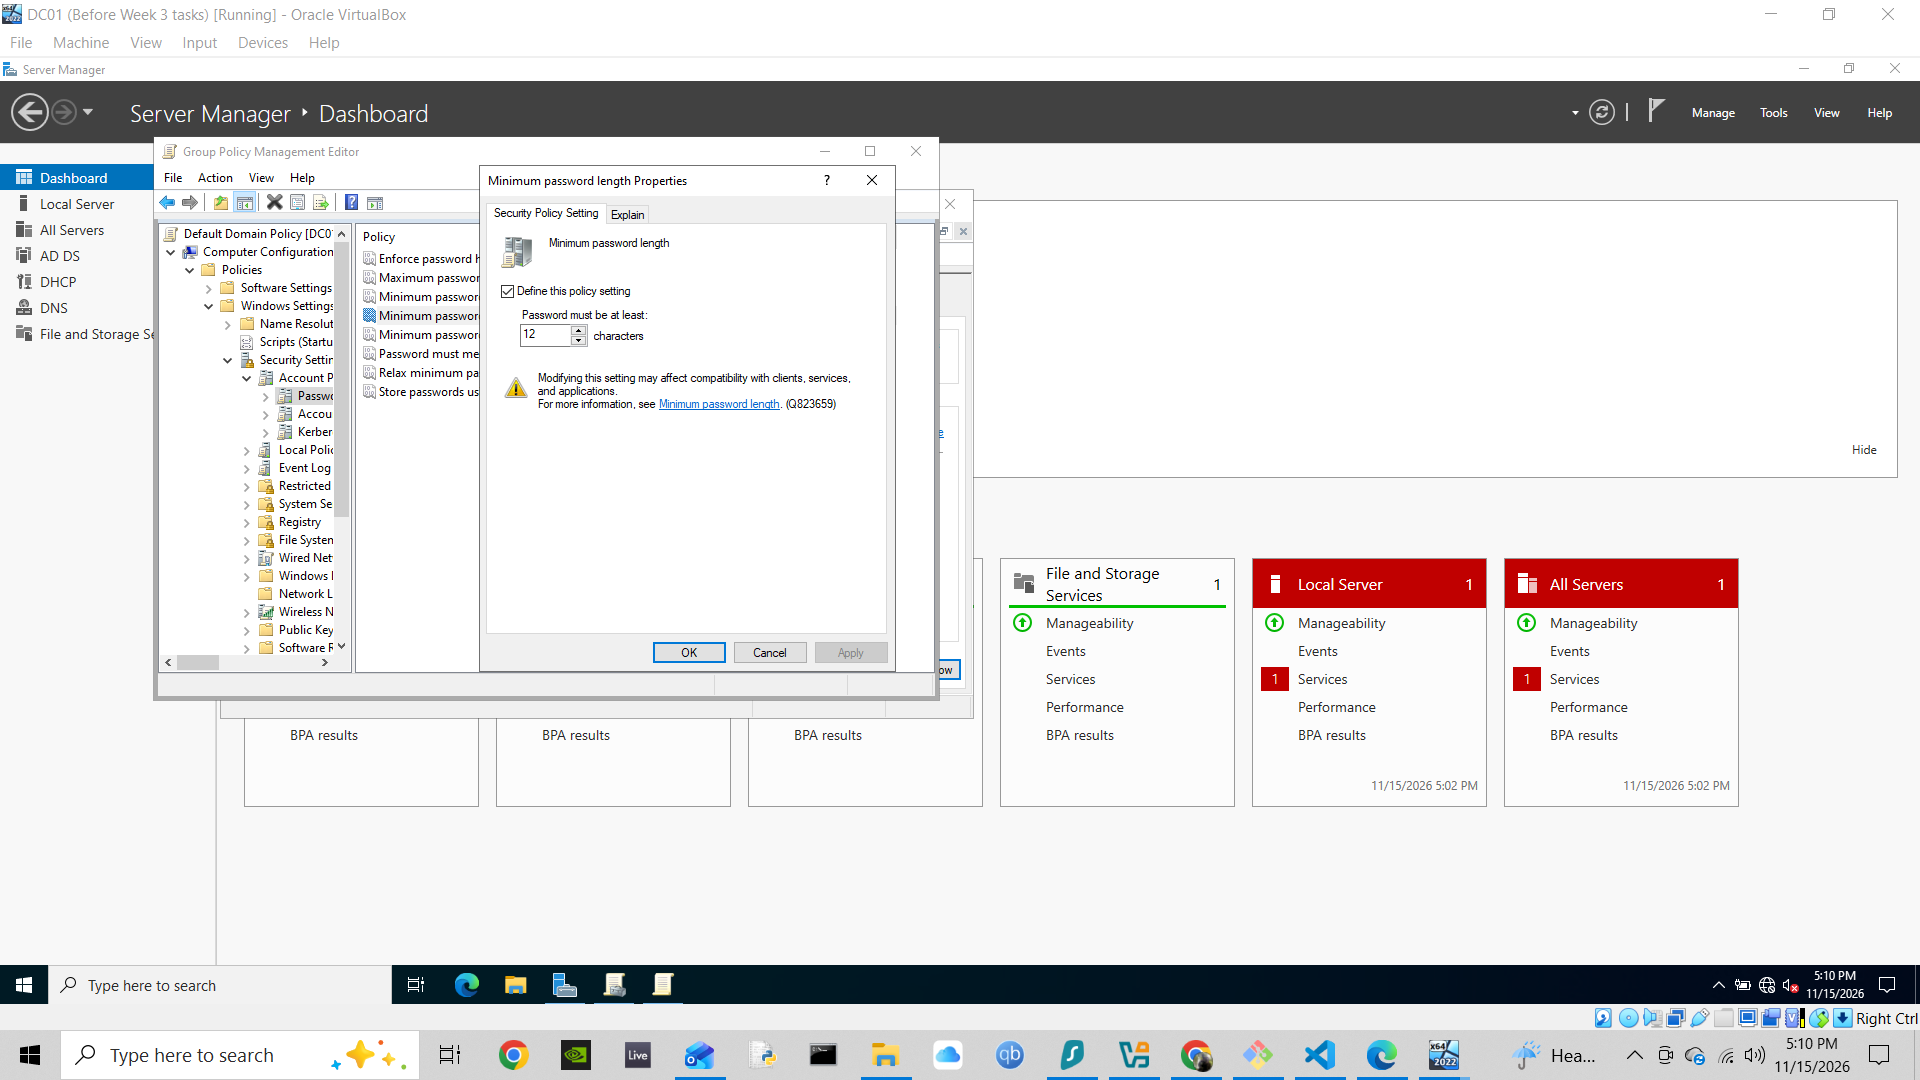 DC01 (Before Week 3 tasks) [Running] - Oracle VirtualBox
File Machine View Input Devices Help
Server Manager
Server Manager ‣ Dashboard
Manage Tools View Help
Dashboard
Local Server
All Servers
AD DS
DHCP
DNS
File and Storage Se
Group Policy Management Editor
File Action View Help
Default Domain Policy [DC0
Computer Configuration
Policies
Software Settings
Windows Settings
Name Resolut
Scripts (Startu
Security Settin
Account P
Passwo
Accou
Kerber
Local Polic
Event Log
Restricted
System Se
Registry
File System
Wired Net
Windows
Network L
Wireless N
Public Key
Software R
Policy
Enforce password h
Maximum passwor
Minimum passwor
Minimum passwor
Minimum passwor
Password must me
Relax minimum pa
Store passwords us
Minimum password length Properties
Security Policy Setting Explain
Minimum password length
Define this policy setting
Password must be at least:
12 characters
Modifying this setting may affect compatibility with clients, services,
and applications.
For more information, see Minimum password length. (Q823659)
OK Cancel Apply
e
ow
Hide
BPA results
BPA results
BPA results
File and Storage
Services
1
Manageability
Events
Services
Performance
BPA results
Local Server 1
Manageability
Events
1 Services
Performance
BPA results
11/15/2026 5:02 PM
All Servers 1
Manageability
Events
1 Services
Performance
BPA results
11/15/2026 5:02 PM
Type here to search
5:10 PM
11/15/2026
Right Ctrl
Type here to search
Live
qb
x64
2022
Hea...
5:10 PM
11/15/2026